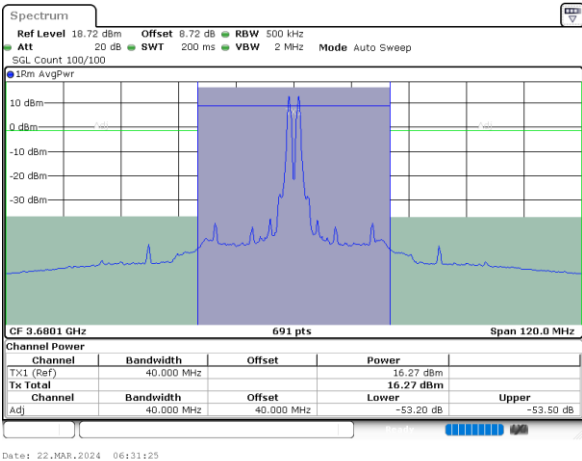 Spectrum
Ref Level 18.72 dBm Offset 8.72 dB RBW 500 kHz
Att 20 dB SWT 200 ms VBW 2 MHz Mode Auto Sweep
SGL Count 100/100
1Rm AvgPwr
10 dBm
0 dBm
Adj
Adj
-10 dBm
-20 dBm
-30 dBm
CF 3.6801 GHz 691 pts Span 120.0 MHz
Channel Power
Channel Bandwidth Offset Power
TX1 (Ref) 40.000 MHz 16.27 dBm
Tx Total 16.27 dBm
Channel Bandwidth Offset Lower Upper
Adj 40.000 MHz 40.000 MHz -53.20 dB -53.50 dB
Ready
Date: 22.MAR.2024 06:31:25